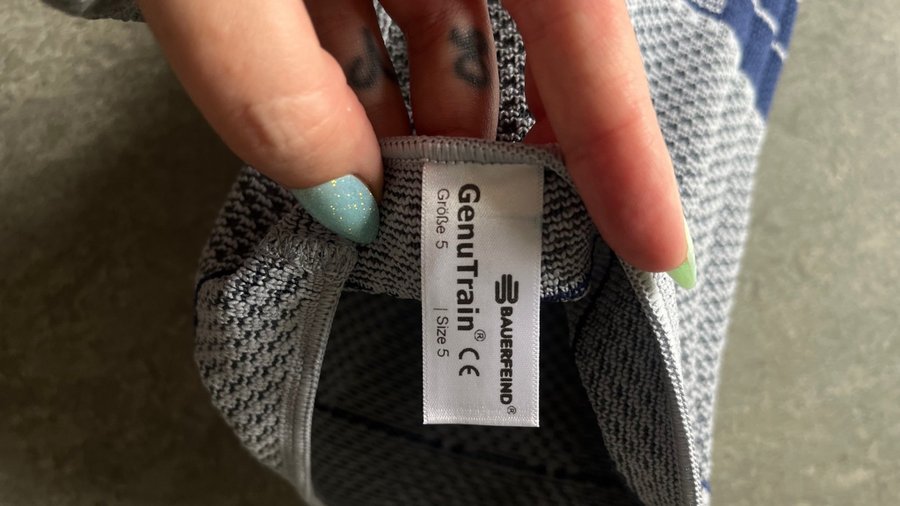 BAUERFEIND®
GenuTrain® CE
Größe 5 | Size 5